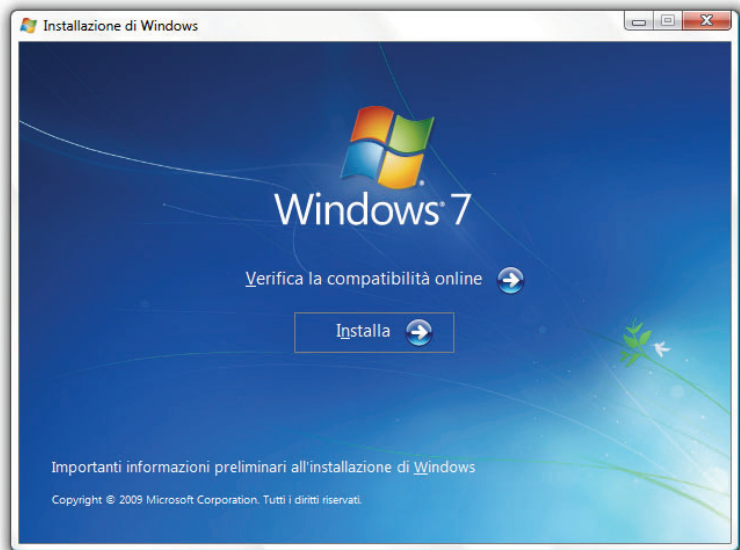 Installazione di Windows
Windows® 7
Verifica la compatibilità online
Installa
Importanti informazioni preliminari all'installazione di Windows
Copyright © 2009 Microsoft Corporation. Tutti i diritti riservati.